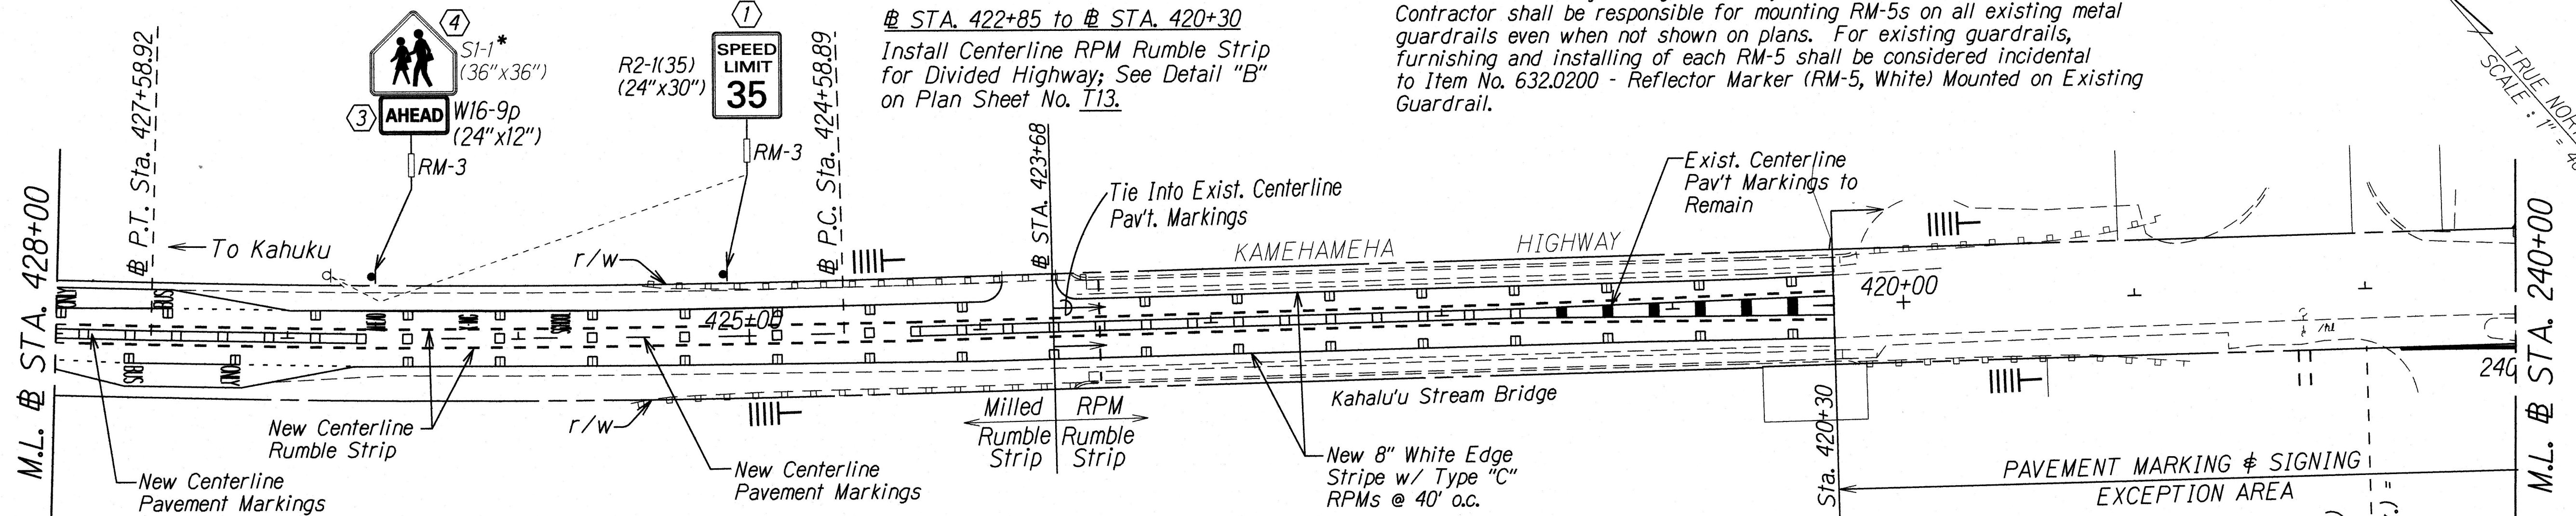 4
S1-1*
(36"x36")
3
AHEAD
W16-9p
(24"x12")
RM-3
1
SPEED
LIMIT
35
R2-1(35)
(24"x30")
RM-3
℄ STA. 422+85 to ℄ STA. 420+30
Install Centerline RPM Rumble Strip
for Divided Highway; See Detail "B"
on Plan Sheet No. T13.
Contractor shall be responsible for mounting RM-5s on all existing metal
guardrails even when not shown on plans. For existing guardrails,
furnishing and installing of each RM-5 shall be considered incidental
to Item No. 632.0200 - Reflector Marker (RM-5, White) Mounted on Existing
Guardrail.
TRUE
SCALE : 1" =
M.L. ℄ STA. 428+00
℄ P.T. Sta. 427+58.92
To Kahuku
r/w
℄ P.C. Sta. 424+58.89
℄ STA. 423+68
Tie Into Exist. Centerline
Pav't. Markings
Exist. Centerline
Pav't Markings to
Remain
KAMEHAMEHA HIGHWAY
420+00
425+00
ONLY
BUS
SCHOOL
New Centerline
Pavement Markings
New Centerline
Rumble Strip
r/w
New Centerline
Pavement Markings
Milled
Rumble
Strip
RPM
Rumble
Strip
Kahalu'u Stream Bridge
New 8" White Edge
Stripe w/ Type "C"
RPMs @ 40' o.c.
Sta. 420+30
PAVEMENT MARKING & SIGNING
EXCEPTION AREA
240
M.L. ℄ STA. 240+00